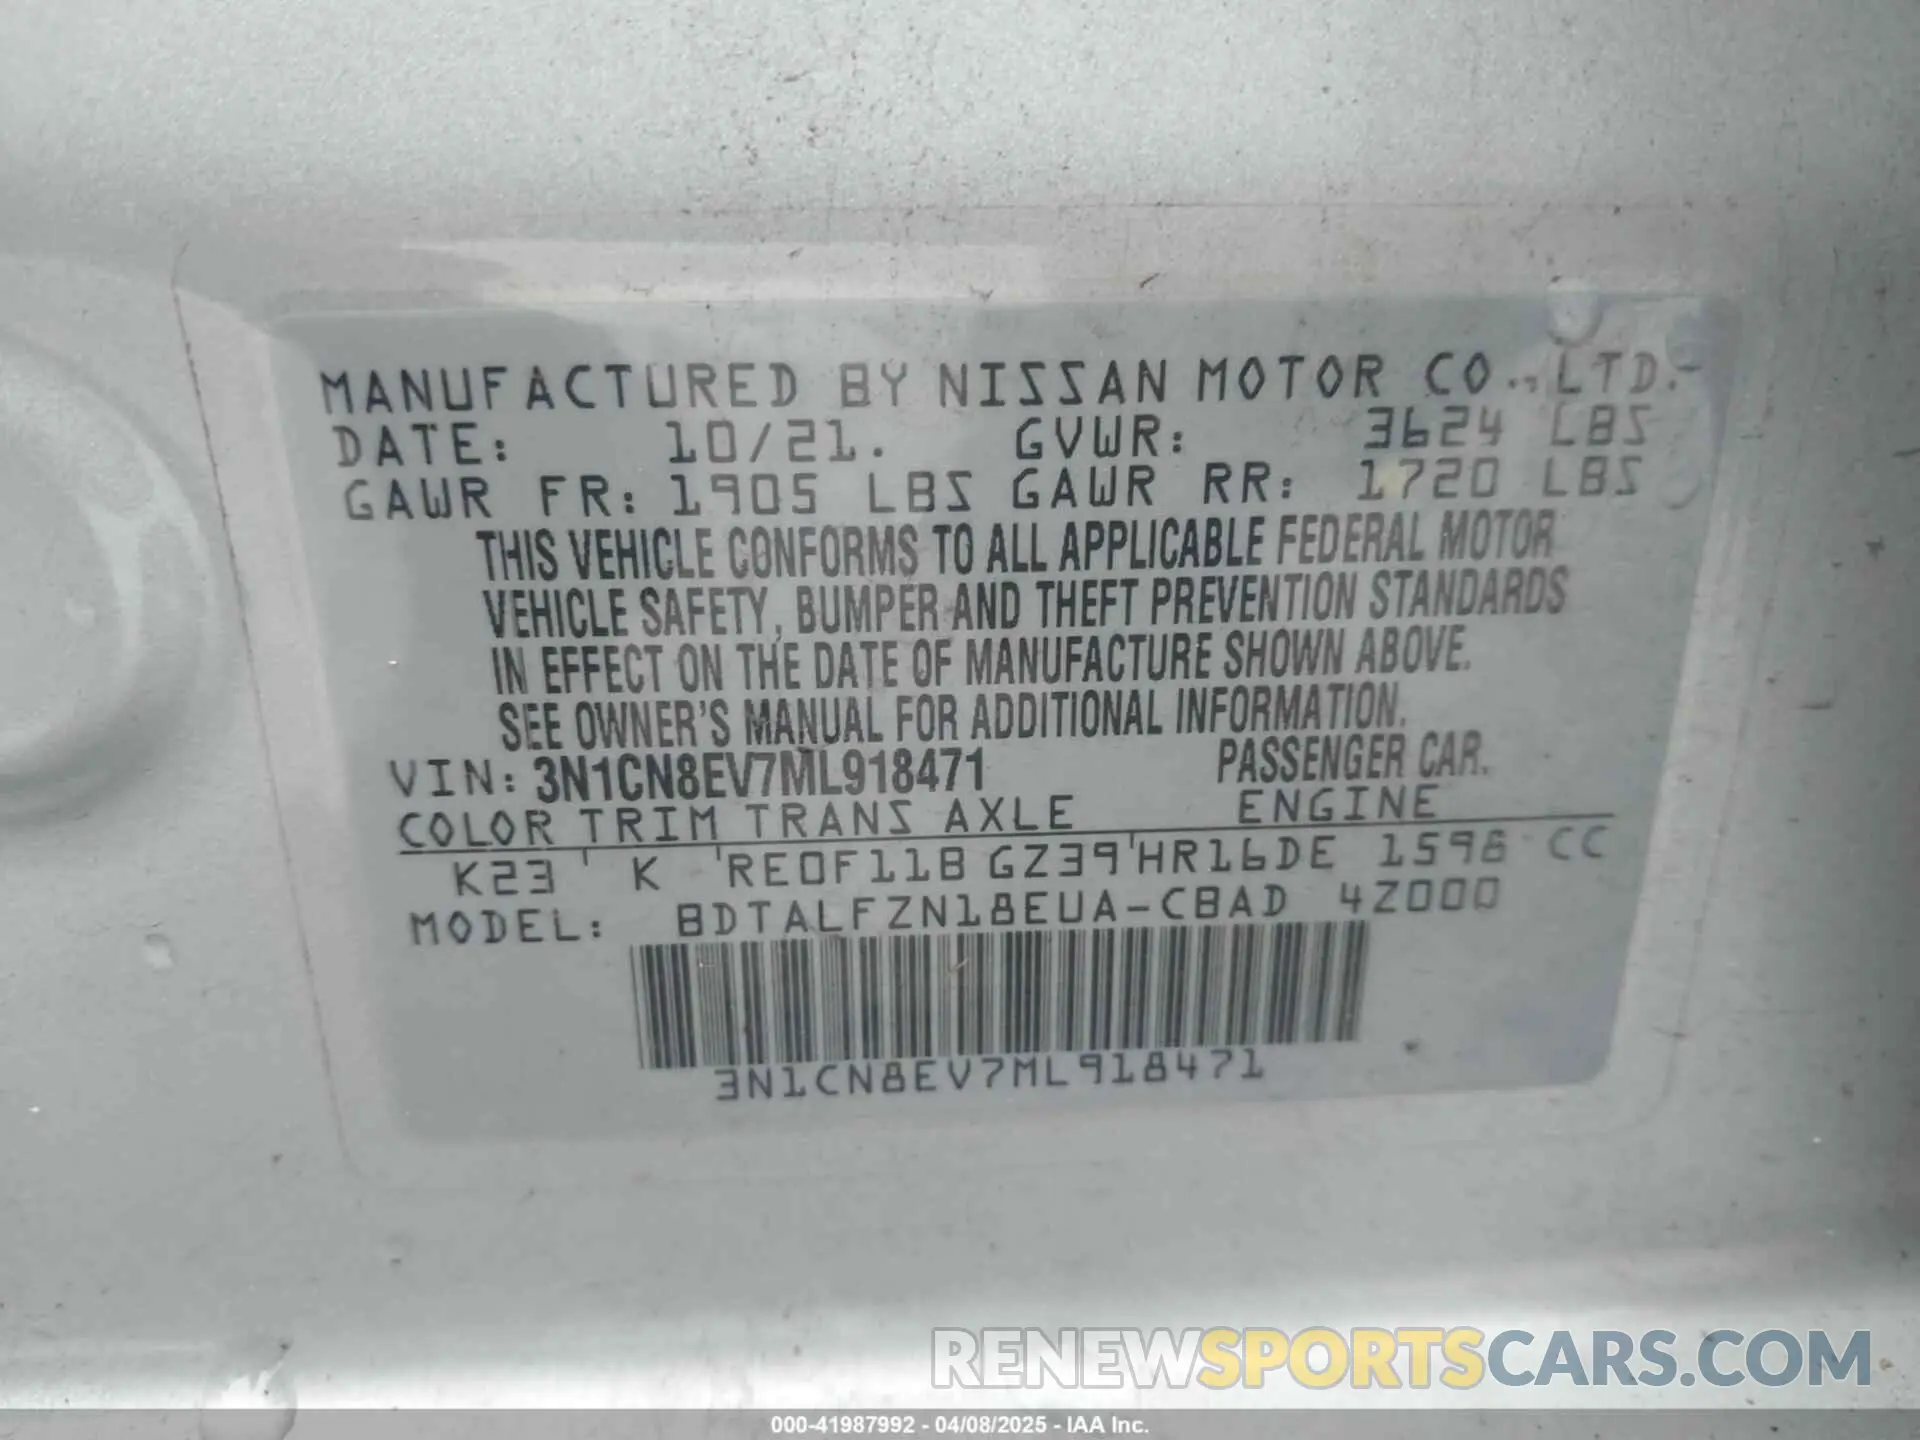 MANUFACTURED BY NISSAN MOTOR CO., LTD.
DATE: 10/21. GVWR: 3624 LBS
GAWR FR: 1905 LBS GAWR RR: 1720 LBS
THIS VEHICLE CONFORMS TO ALL APPLICABLE FEDERAL MOTOR
VEHICLE SAFETY, BUMPER AND THEFT PREVENTION STANDARDS
IN EFFECT ON THE DATE OF MANUFACTURE SHOWN ABOVE.
SEE OWNER'S MANUAL FOR ADDITIONAL INFORMATION.
VIN: 3N1CN8EV7ML918471 PASSENGER CAR.
COLOR TRIM TRANS AXLE ENGINE
K23 K RE0F11B GZ39 HR16DE 1598 CC
MODEL: BDTALFZN18EUA-CBAD 4Z000
3N1CN8EV7ML918471
RENEWSPORTSCARS.COM
000-41987992 - 04/08/2025 - IAA Inc.